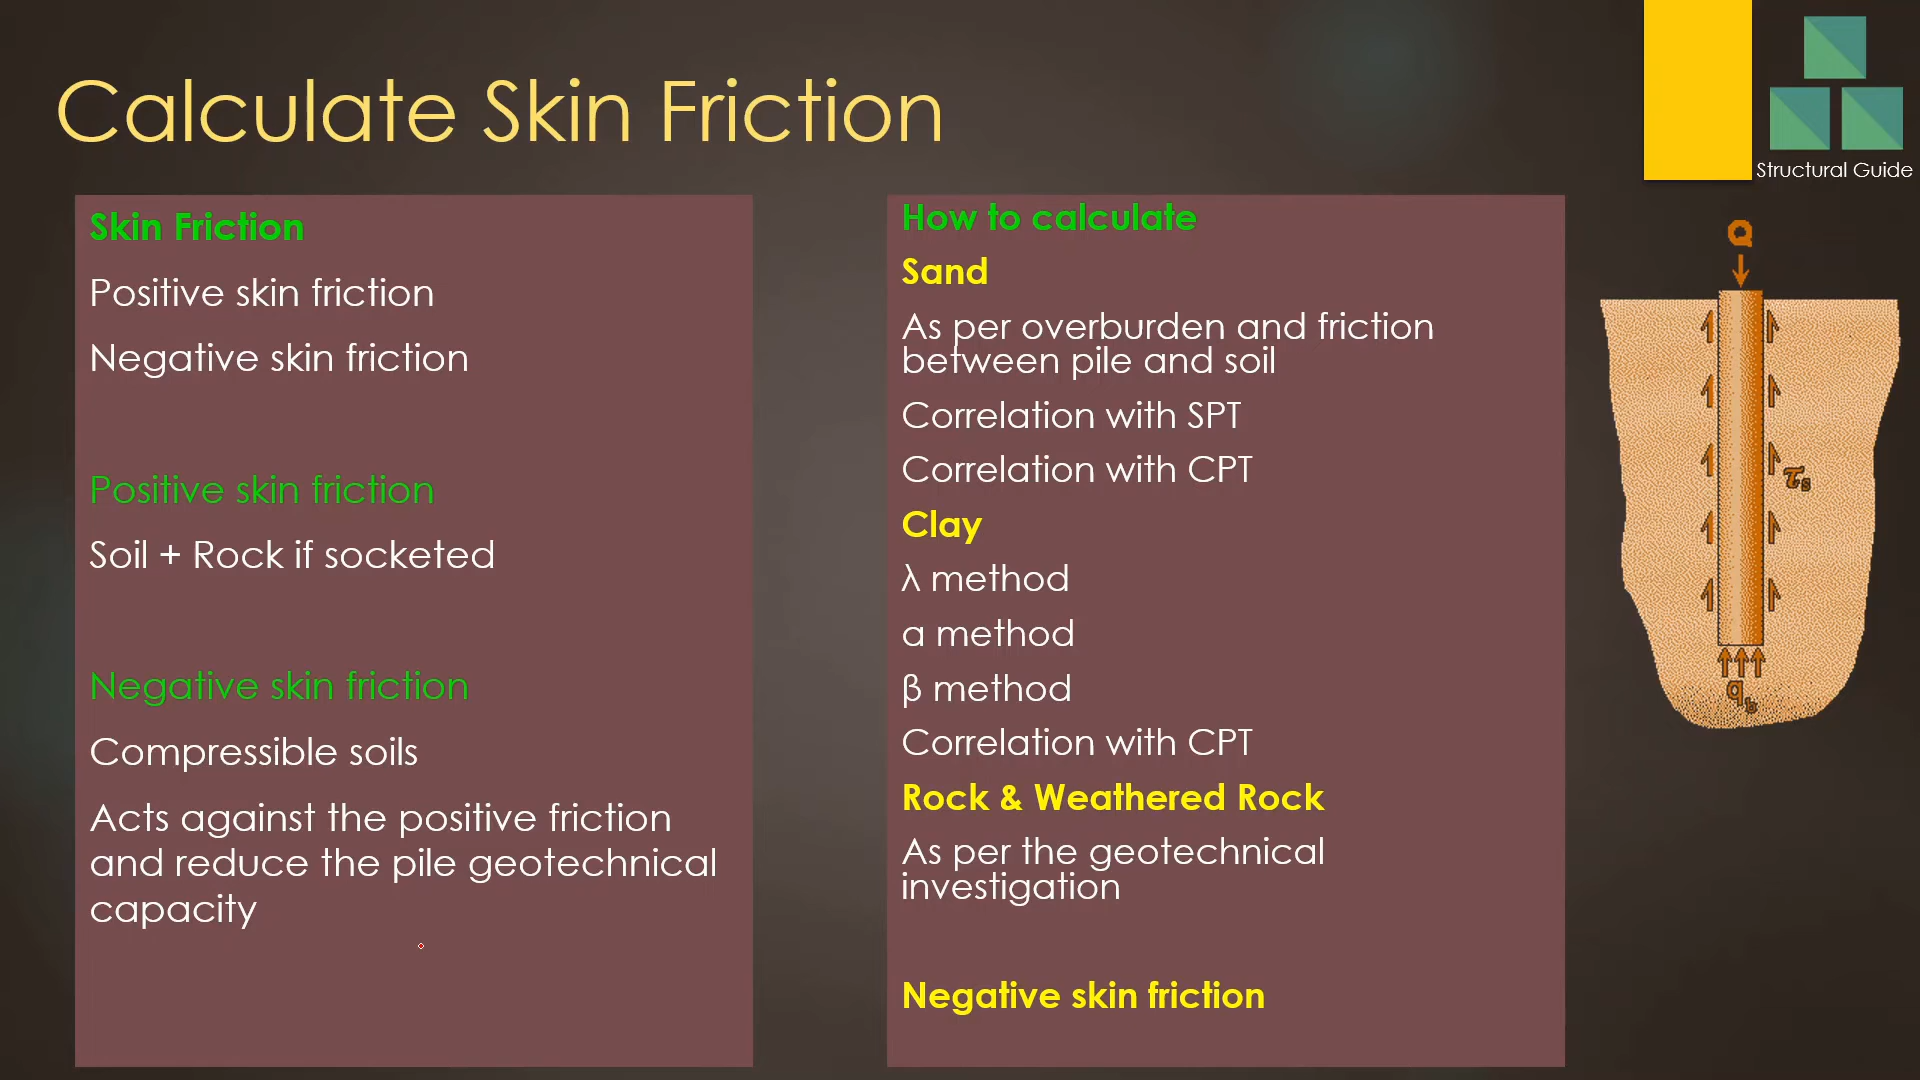 Calculate Skin Friction
Structural Guide
Skin Friction
Positive skin friction
Negative skin friction
Positive skin friction
Soil + Rock if socketed
Negative skin friction
Compressible soils
Acts against the positive friction
and reduce the pile geotechnical
capacity
How to calculate
Sand
As per overburden and friction
between pile and soil
Correlation with SPT
Correlation with CPT
Clay
λ method
α method
β method
Correlation with CPT
Rock & Weathered Rock
As per the geotechnical
investigation
Negative skin friction
Q
τs
qb